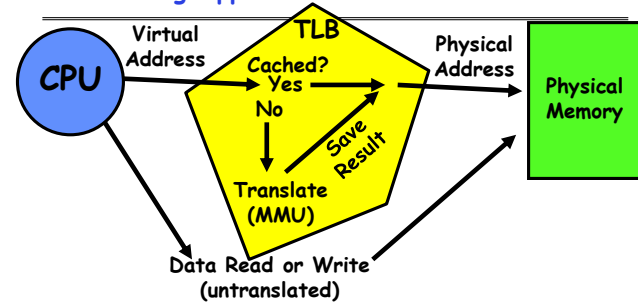 TLB
Virtual
Address
Physical
Address
CPU
Cached?
Yes
No
Save
Result
Translate
(MMU)
Physical
Memory
Data Read or Write
(untranslated)